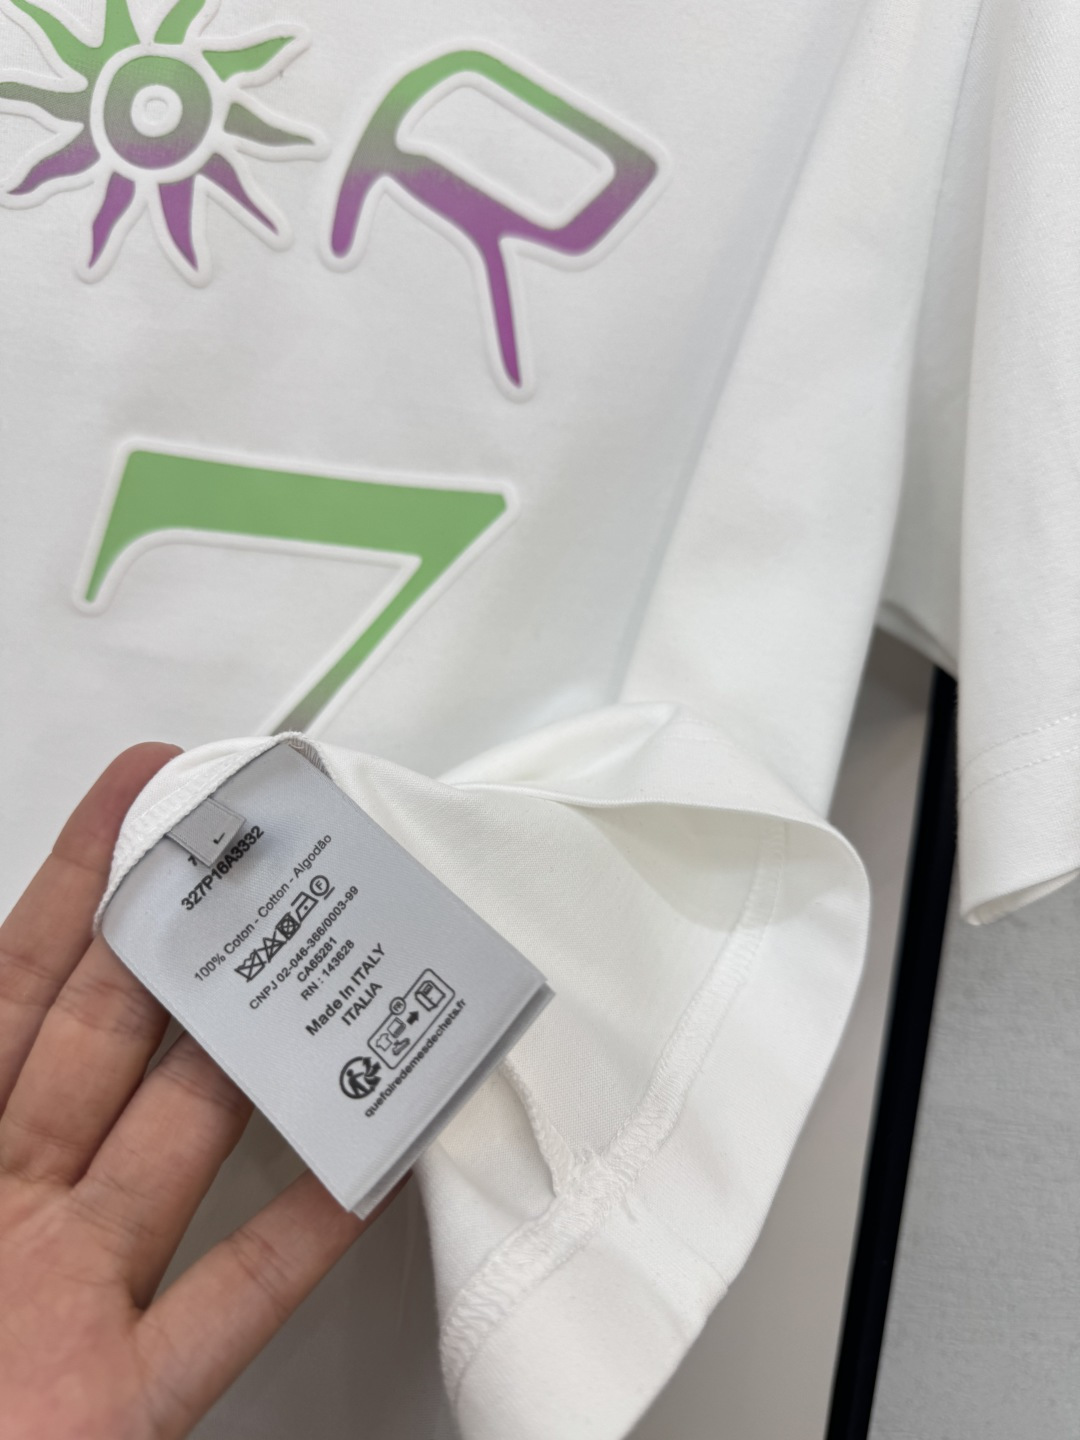 R
7
L
327P16A3332
100% Coton - Cotton - Algodão
CNPJ 02-046-366/0003-99
CA65281
RN : 143628
Made In ITALY
ITALIA
FR
quefairedemesdechets.fr